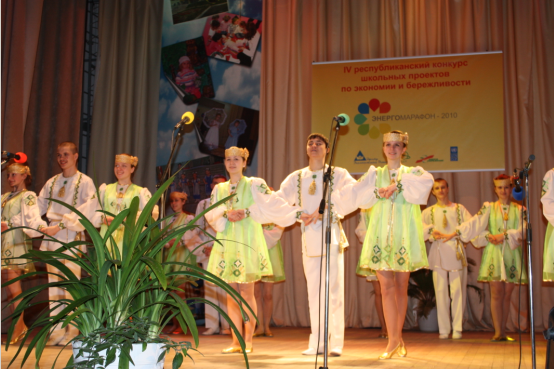 IV республиканский конкурс
школьных проектов
по экономии и бережливости
ЭНЕРГОМАРАФОН - 2010